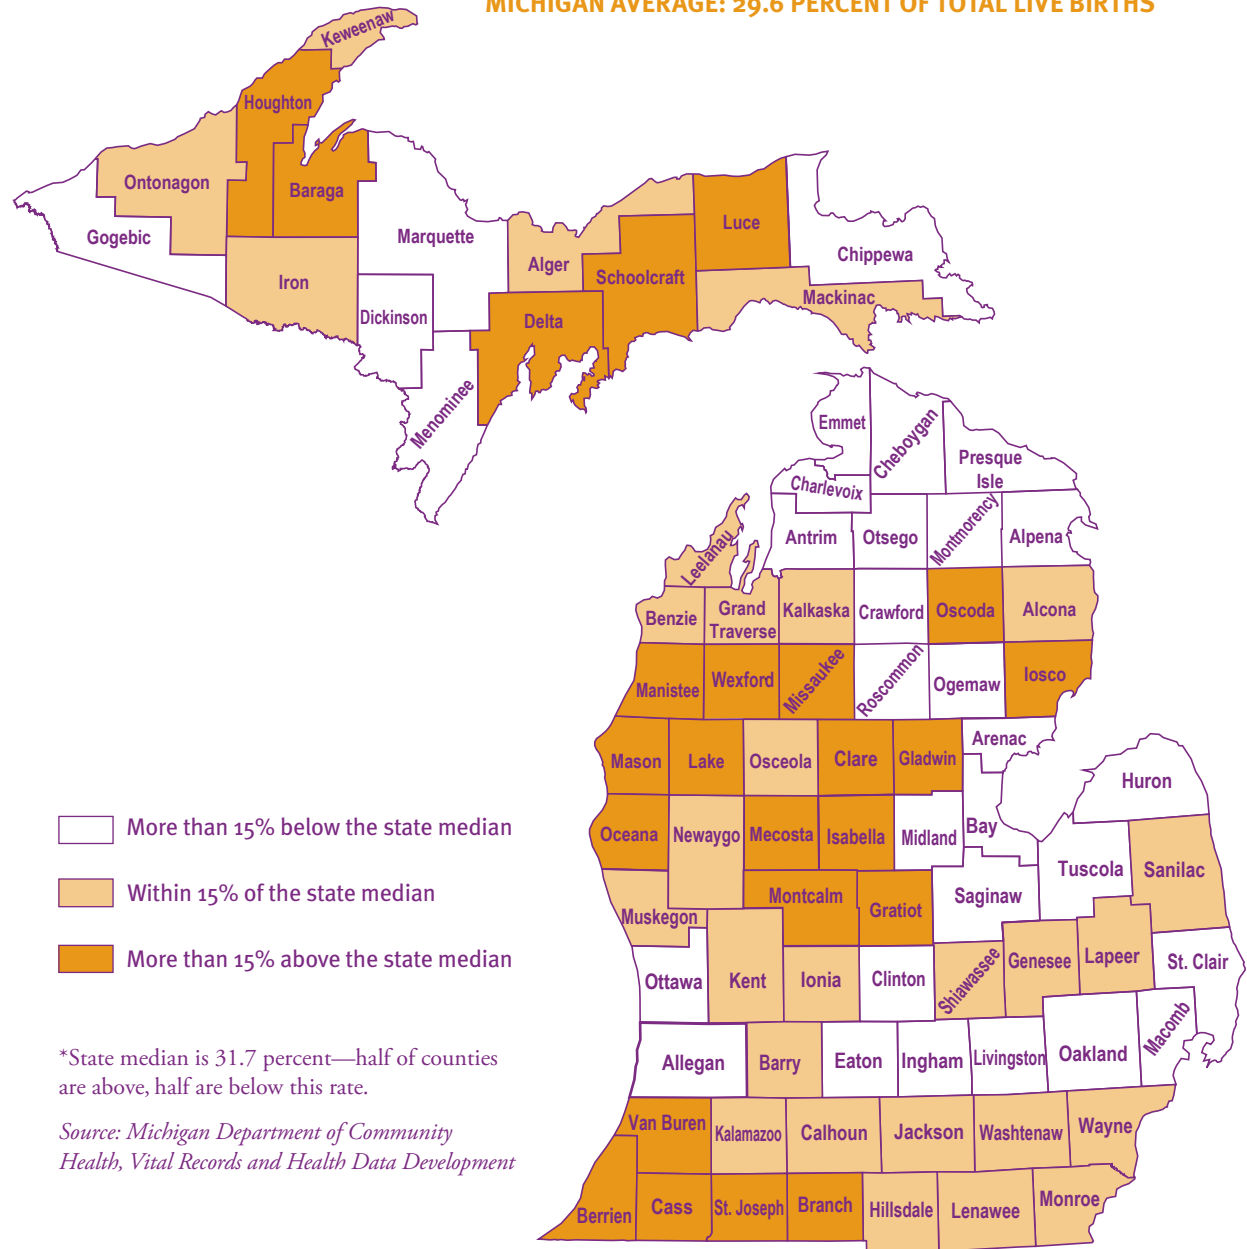 MICHIGAN AVERAGE: 29.6 PERCENT OF TOTAL LIVE BIRTHS
Keweenaw
Houghton
Ontonagon
Baraga
Gogebic
Marquette
Luce
Chippewa
Alger
Schoolcraft
Iron
Mackinac
Dickinson
Delta
Menominee
Emmet
Cheboygan
Presque
Isle
Charlevoix
Antrim
Otsego
Montmorency
Alpena
Leelanau
Benzie
Grand
Traverse
Kalkaska
Crawford
Oscoda
Alcona
Manistee
Wexford
Missaukee
Roscommon
Ogemaw
Iosco
Arenac
Mason
Lake
Osceola
Clare
Gladwin
Huron
Oceana
Newaygo
Mecosta
Isabella
Midland
Bay
Tuscola
Sanilac
Muskegon
Montcalm
Gratiot
Saginaw
Ottawa
Kent
Ionia
Clinton
Shiawassee
Genesee
Lapeer
St. Clair
Allegan
Barry
Eaton
Ingham
Livingston
Oakland
Macomb
Van Buren
Kalamazoo
Calhoun
Jackson
Washtenaw
Wayne
Berrien
Cass
St. Joseph
Branch
Hillsdale
Lenawee
Monroe
More than 15% below the state median
Within 15% of the state median
More than 15% above the state median
*State median is 31.7 percent—half of counties
are above, half are below this rate.
Source: Michigan Department of Community
Health, Vital Records and Health Data Development